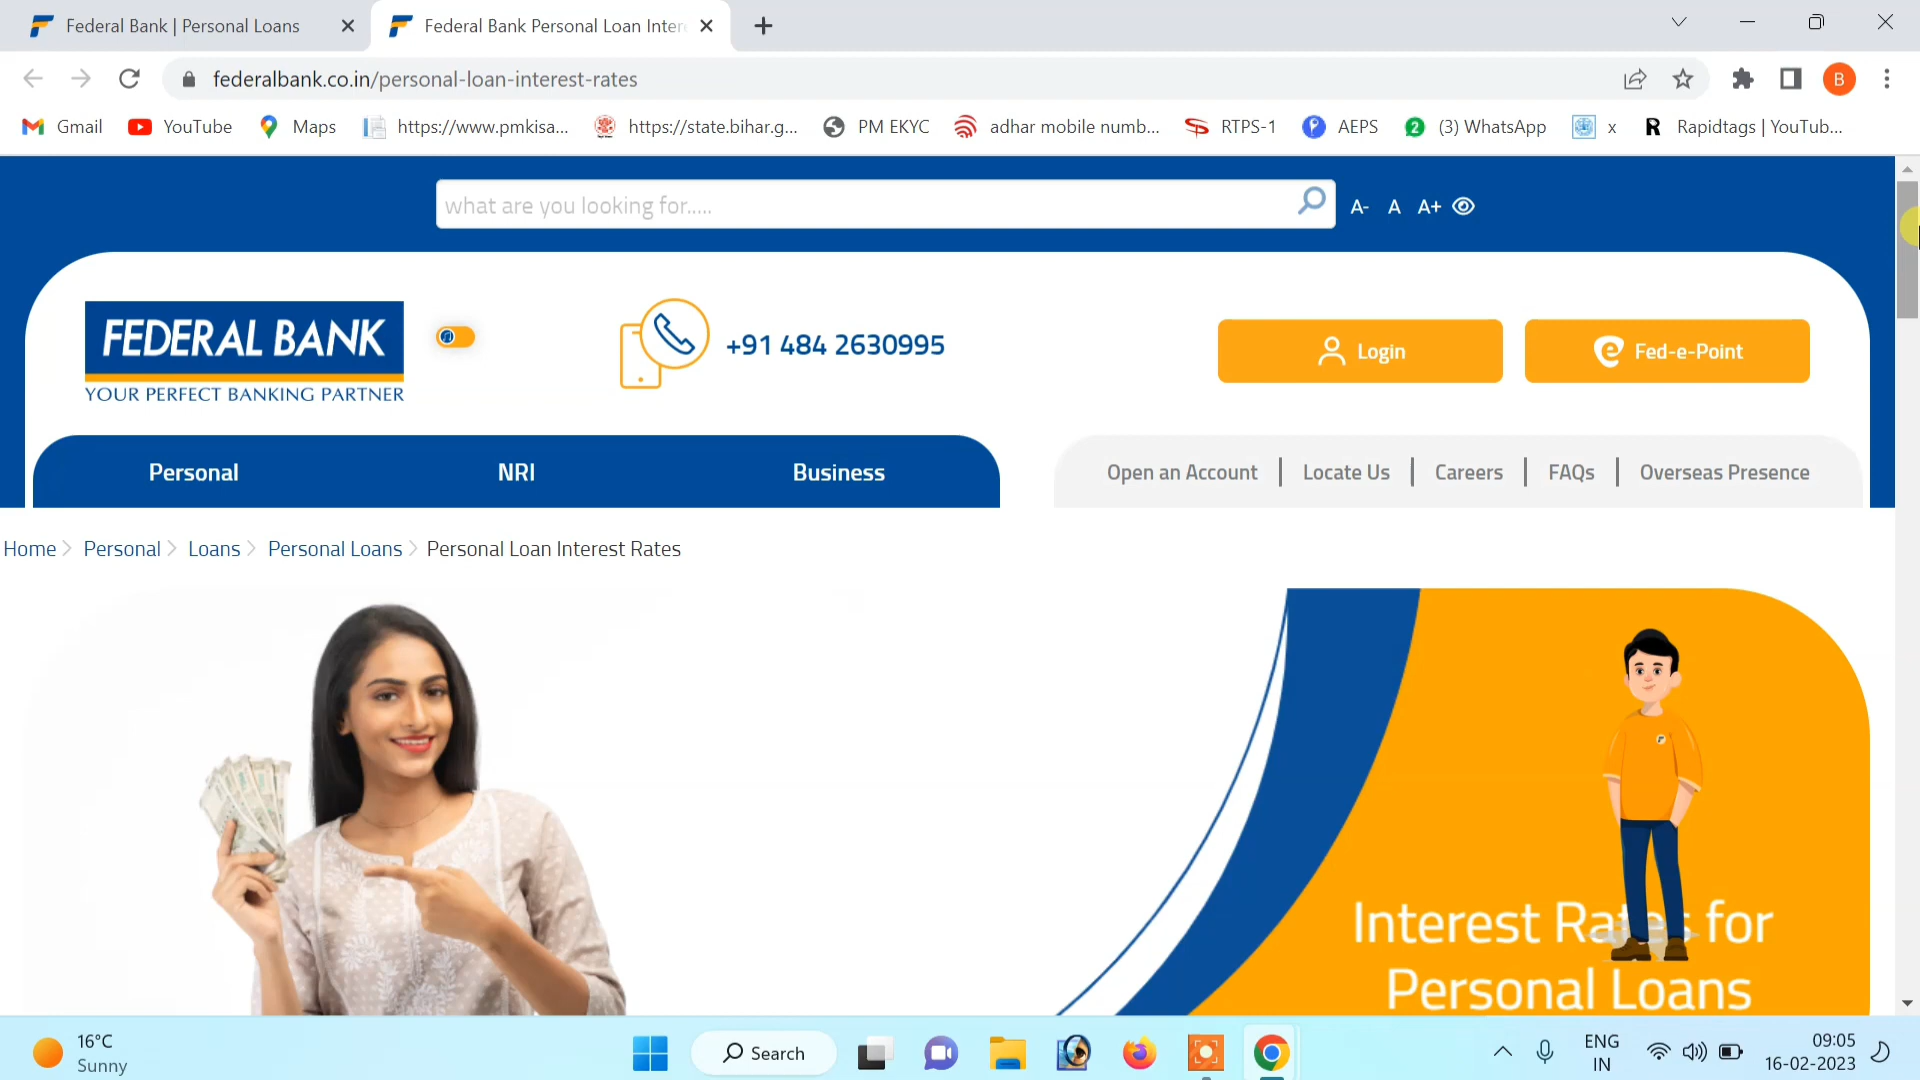 Federal Bank | Personal Loans
Federal Bank Personal Loan Inter
federalbank.co.in/personal-loan-interest-rates
B
Gmail
YouTube
Maps
https://www.pmkisa...
https://state.bihar.g...
PM EKYC
adhar mobile numb...
RTPS-1
AEPS
(3) WhatsApp
x
Rapidtags | YouTub...
what are you looking for.....
A-
A
A+
FEDERAL BANK
YOUR PERFECT BANKING PARTNER
+91 484 2630995
Login
Fed-e-Point
Personal
NRI
Business
Open an Account
Locate Us
Careers
FAQs
Overseas Presence
Home
Personal
Loans
Personal Loans
Personal Loan Interest Rates
Interest Rates for
Personal Loans
16°C
Sunny
Search
ENG
IN
09:05
16-02-2023